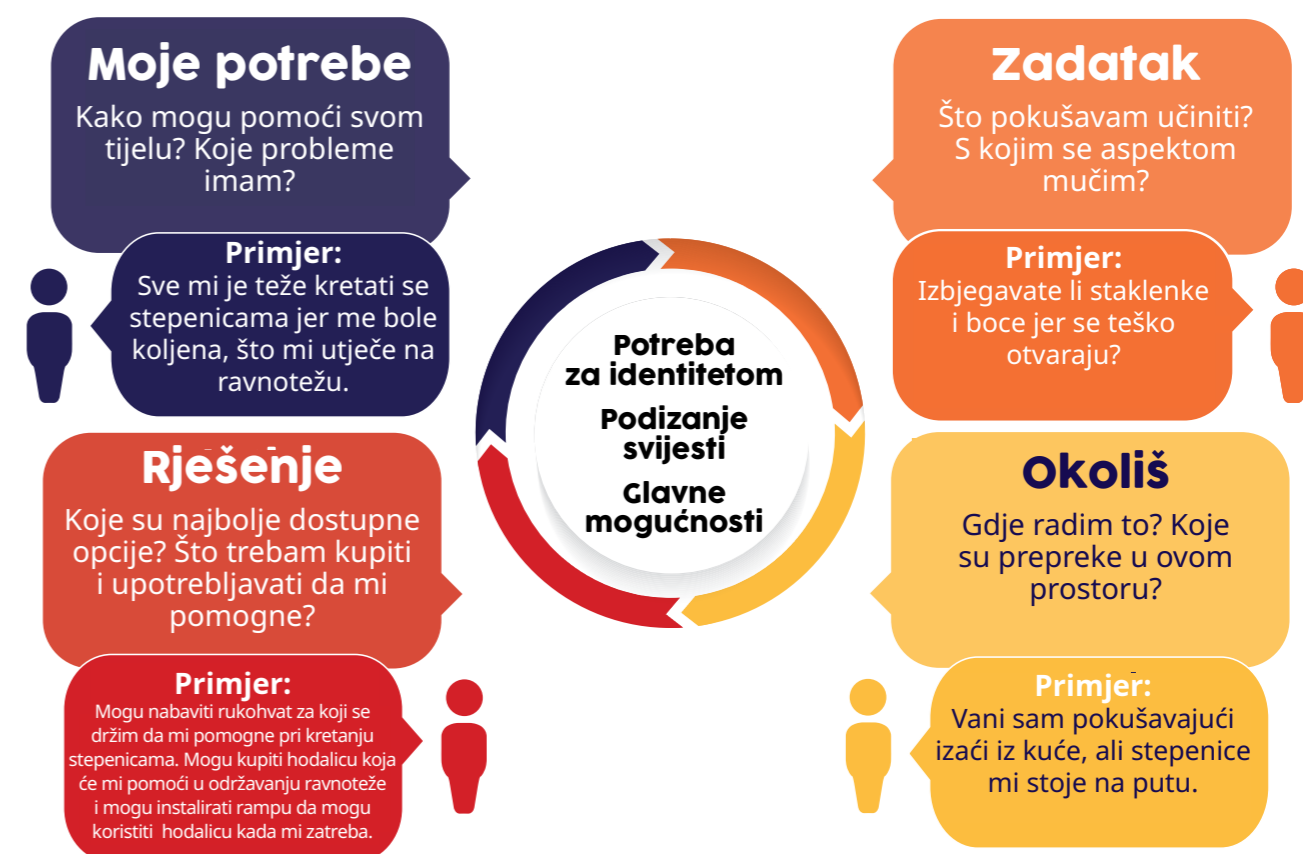 Moje potrebe
Kako mogu pomoći svom
tijelu? Koje probleme
imam?
Primjer:
Sve mi je teže kretati se
stepenicama jer me bole
koljena, što mi utječe na
ravnotežu.
Zadatak
Što pokušavam učiniti?
S kojim se aspektom
mučim?
Primjer:
Izbjegavate li staklenke
i boce jer se teško
otvaraju?
Potreba
za identitetom
Podizanje
svijesti
Glavne
mogućnosti
Rješenje
Koje su najbolje dostupne
opcije? Što trebam kupiti
i upotrebljavati da mi
pomogne?
Primjer:
Mogu nabaviti rukohvat za koji se
držim da mi pomogne pri kretanju
stepenicama. Mogu kupiti hodalicu koja
će mi pomoći u održavanju ravnoteže
i mogu instalirati rampu da mogu
koristiti hodalicu kada mi zatreba.
Okoliš
Gdje radim to? Koje
su prepreke u ovom
prostoru?
Primjer:
Vani sam pokušavajući
izaći iz kuće, ali stepenice
mi stoje na putu.